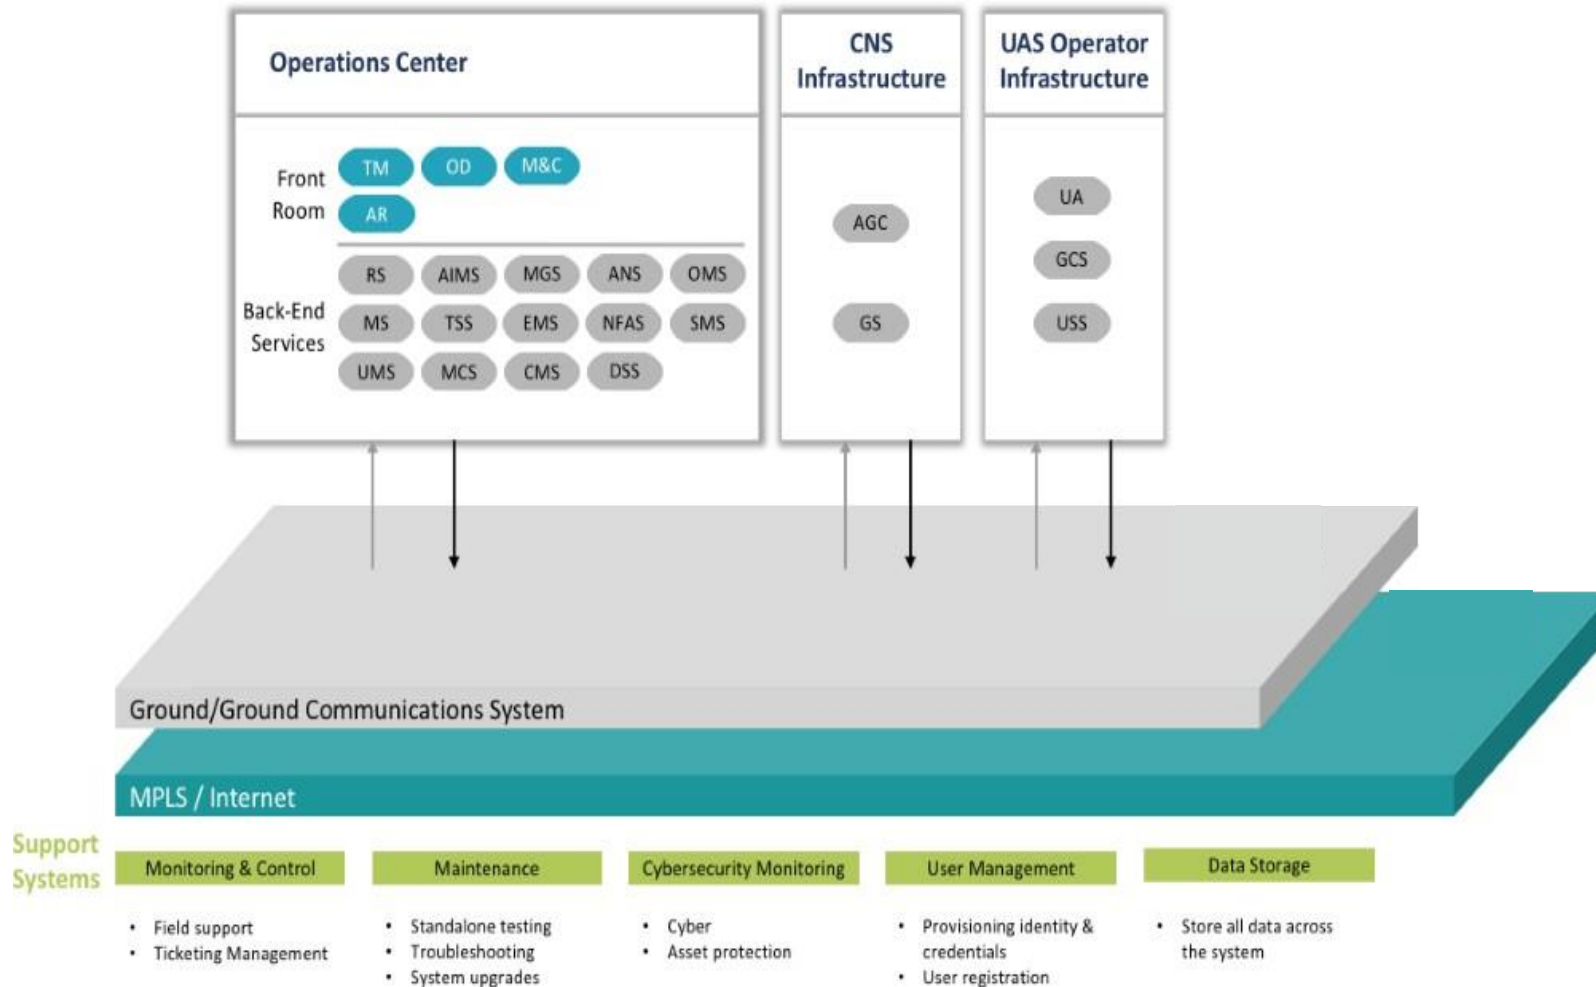 Operations Center
CNS
Infrastructure
UAS Operator
Infrastructure
Front
Room
TM OD M&C
AR
Back-End
Services
RS AIMS MGS ANS OMS
MS TSS EMS NFAS SMS
UMS MCS CMS DSS
AGC
GS
UA
GCS
USS
Ground/Ground Communications System
MPLS / Internet
Support
Systems
Monitoring & Control
• Field support
• Ticketing Management
Maintenance
• Standalone testing
• Troubleshooting
• System upgrades
Cybersecurity Monitoring
• Cyber
• Asset protection
User Management
• Provisioning identity &
credentials
• User registration
Data Storage
• Store all data across
the system